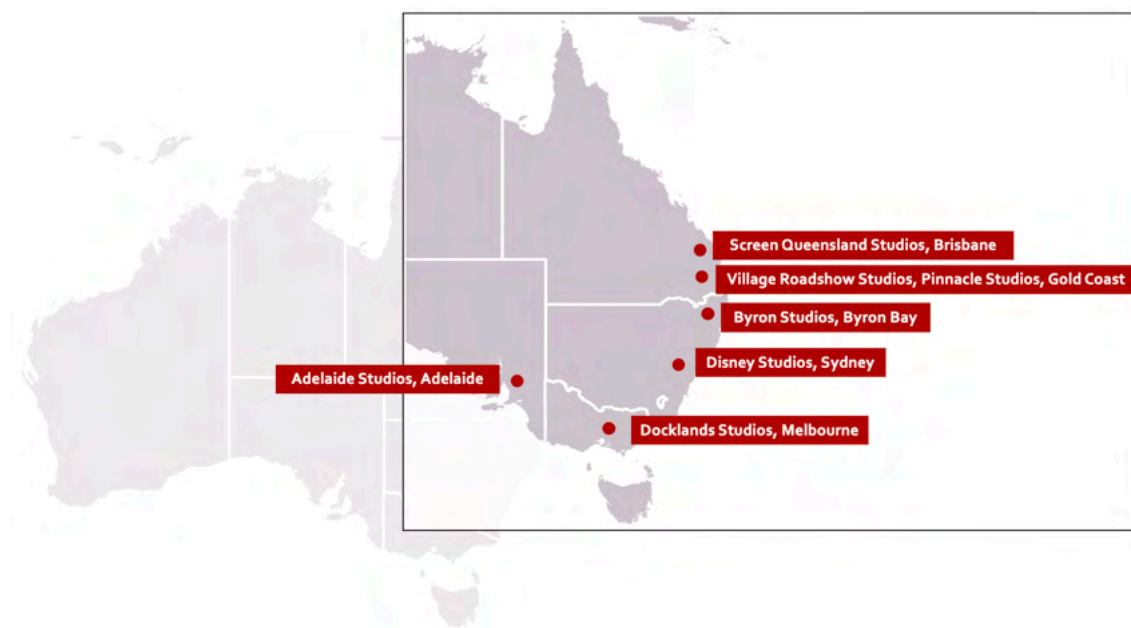 Screen Queensland Studios, Brisbane
Village Roadshow Studios, Pinnacle Studios, Gold Coast
Byron Studios, Byron Bay
Disney Studios, Sydney
Adelaide Studios, Adelaide
Docklands Studios, Melbourne